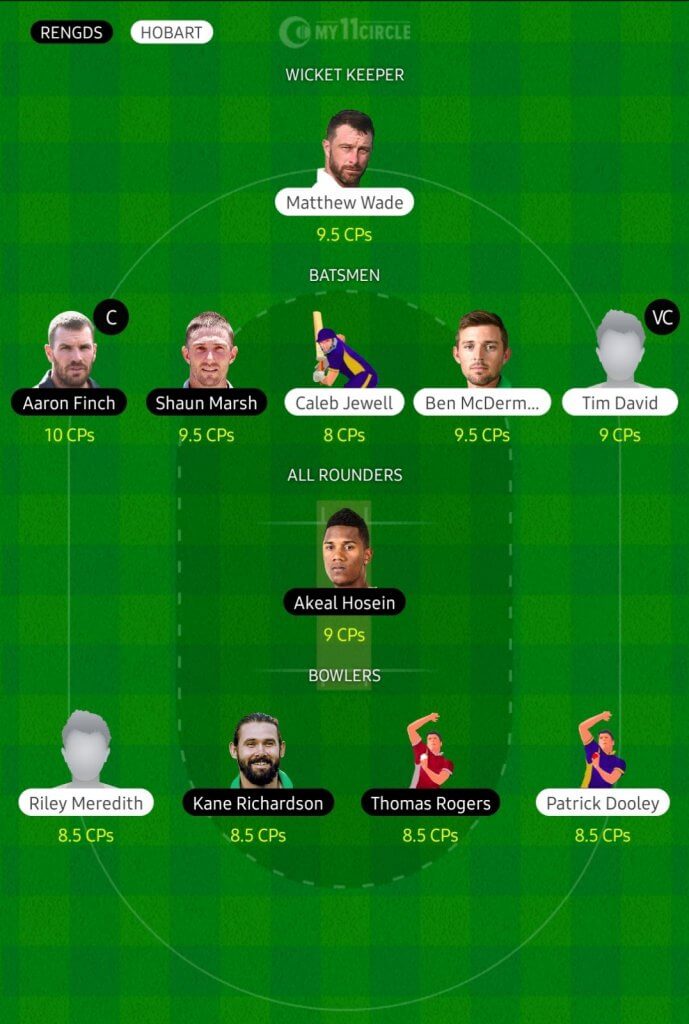 RENGDS HOBART MY11CIRCLE
WICKET KEEPER
Matthew Wade
9.5 CPs
BATSMEN
C VC
Aaron Finch Shaun Marsh Caleb Jewell Ben McDerm... Tim David
10 CPs 9.5 CPs 8 CPs 9.5 CPs 9 CPs
ALL ROUNDERS
Akeal Hosein
9 CPs
BOWLERS
Riley Meredith Kane Richardson Thomas Rogers Patrick Dooley
8.5 CPs 8.5 CPs 8.5 CPs 8.5 CPs